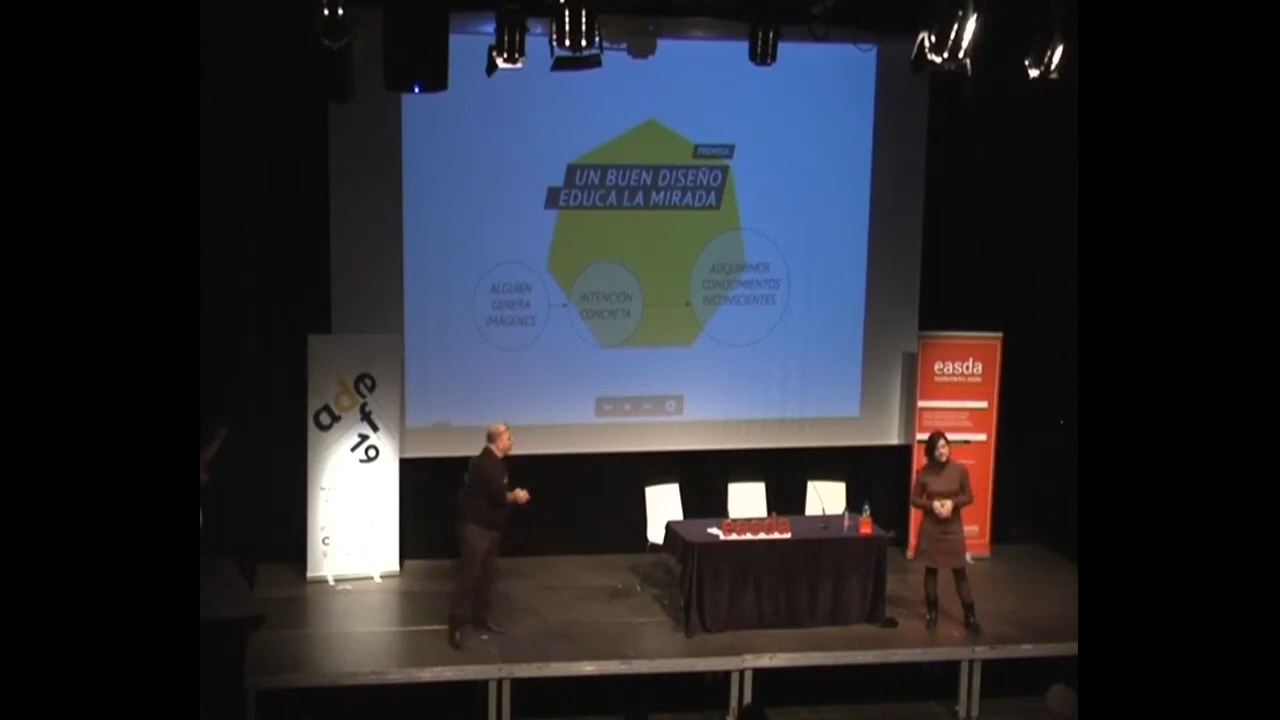 PREMISA
UN BUEN DISEÑO
EDUCA LA MIRADA
ALGUIEN
GENERA
IMÁGENES
INTENCIÓN
CONCRETA
ADQUIRIMOS
CONOCIMIENTOS
INCONSCIENTES
adef
19
easda
easda